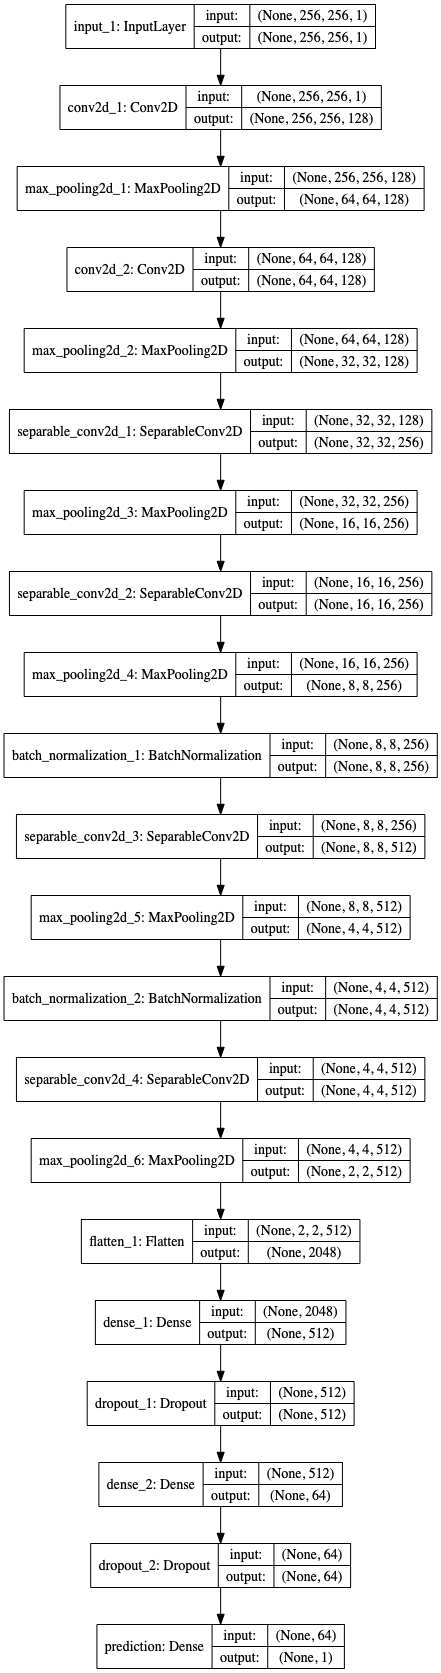 input_1: InputLayer
input: (None, 256, 256, 1)
output: (None, 256, 256, 1)
conv2d_1: Conv2D
input: (None, 256, 256, 1)
output: (None, 256, 256, 128)
max_pooling2d_1: MaxPooling2D
input: (None, 256, 256, 128)
output: (None, 64, 64, 128)
conv2d_2: Conv2D
input: (None, 64, 64, 128)
output: (None, 64, 64, 128)
max_pooling2d_2: MaxPooling2D
input: (None, 64, 64, 128)
output: (None, 32, 32, 128)
separable_conv2d_1: SeparableConv2D
input: (None, 32, 32, 128)
output: (None, 32, 32, 256)
max_pooling2d_3: MaxPooling2D
input: (None, 32, 32, 256)
output: (None, 16, 16, 256)
separable_conv2d_2: SeparableConv2D
input: (None, 16, 16, 256)
output: (None, 16, 16, 256)
max_pooling2d_4: MaxPooling2D
input: (None, 16, 16, 256)
output: (None, 8, 8, 256)
batch_normalization_1: BatchNormalization
input: (None, 8, 8, 256)
output: (None, 8, 8, 256)
separable_conv2d_3: SeparableConv2D
input: (None, 8, 8, 256)
output: (None, 8, 8, 512)
max_pooling2d_5: MaxPooling2D
input: (None, 8, 8, 512)
output: (None, 4, 4, 512)
batch_normalization_2: BatchNormalization
input: (None, 4, 4, 512)
output: (None, 4, 4, 512)
separable_conv2d_4: SeparableConv2D
input: (None, 4, 4, 512)
output: (None, 4, 4, 512)
max_pooling2d_6: MaxPooling2D
input: (None, 4, 4, 512)
output: (None, 2, 2, 512)
flatten_1: Flatten
input: (None, 2, 2, 512)
output: (None, 2048)
dense_1: Dense
input: (None, 2048)
output: (None, 512)
dropout_1: Dropout
input: (None, 512)
output: (None, 512)
dense_2: Dense
input: (None, 512)
output: (None, 64)
dropout_2: Dropout
input: (None, 64)
output: (None, 64)
prediction: Dense
input: (None, 64)
output: (None, 1)